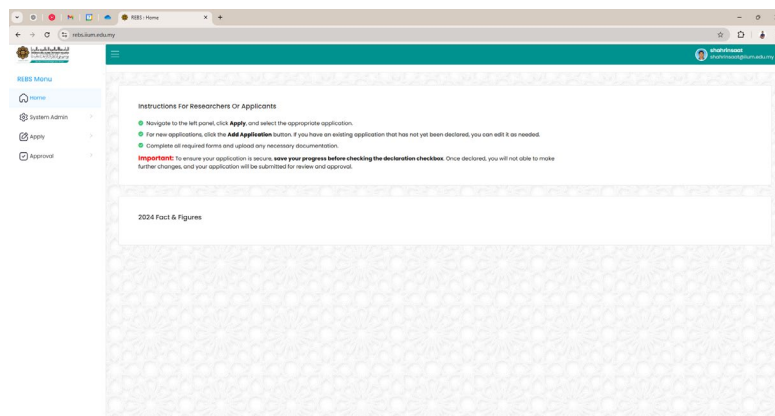 REBS : Home
rebs.iium.edu.my
shahrinsaat
shahrinsaat@iium.edu.my
REBS Menu
Home
System Admin
Apply
Approval
Instructions For Researchers Or Applicants
Navigate to the left panel, click Apply, and select the appropriate application.
For new applications, click the Add Application button. If you have an existing application that has not yet been declared, you can edit it as needed.
Complete all required forms and upload any necessary documentation.
Important: To ensure your application is secure, save your progress before checking the declaration checkbox. Once declared, you will not able to make
further changes, and your application will be submitted for review and approval.
2024 Fact & Figures